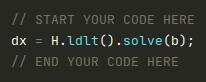 // START YOUR CODE HERE
dx = H.ldlt().solve(b);
// END YOUR CODE HERE